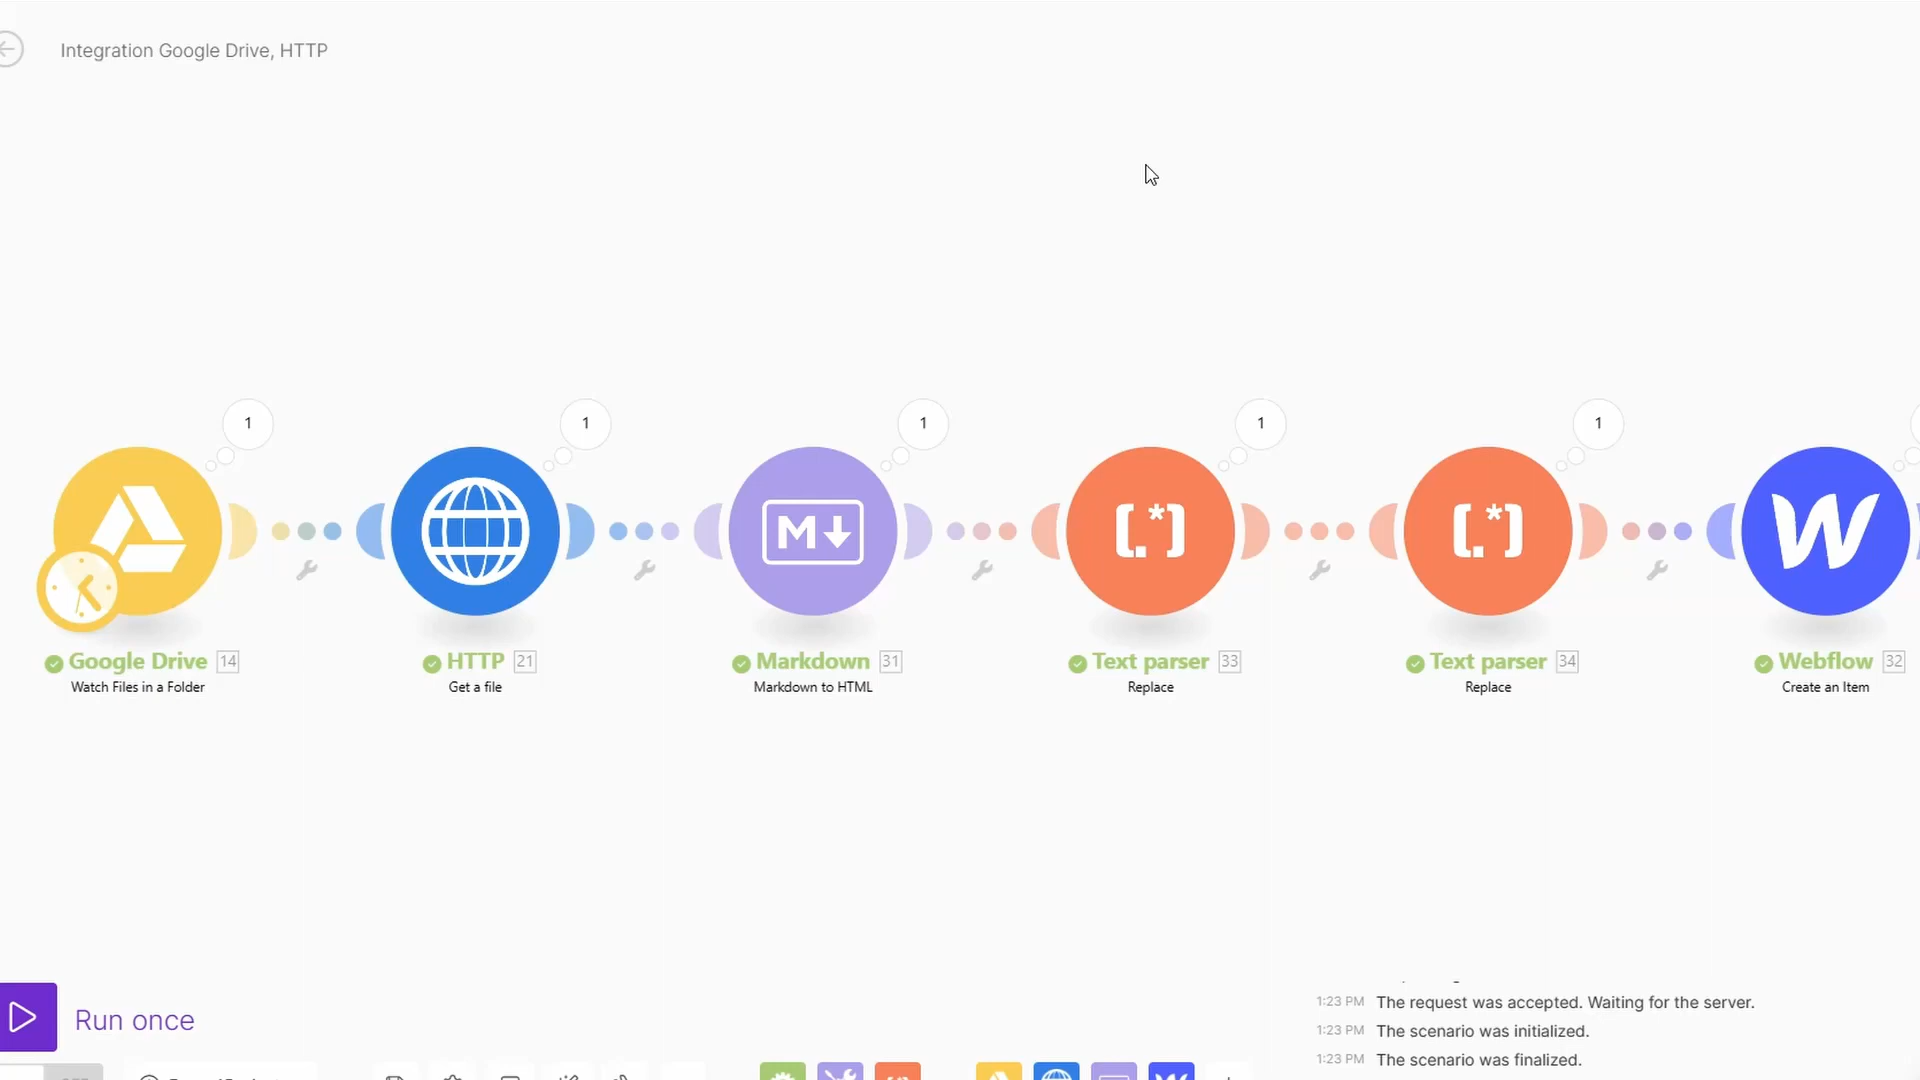 Integration Google Drive, HTTP
1
1
1
1
1
Google Drive 14
Watch Files in a Folder
HTTP 21
Get a file
Markdown 31
Markdown to HTML
Text parser 33
Replace
Text parser 34
Replace
Webflow 32
Create an Item
Run once
1:23 PM The request was accepted. Waiting for the server.
1:23 PM The scenario was initialized.
1:23 PM The scenario was finalized.